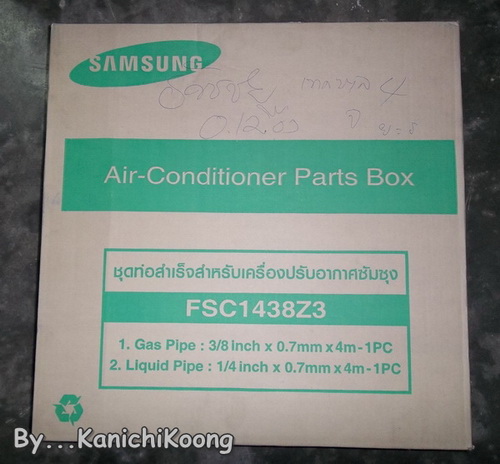 SAMSUNG
4
Air-Conditioner Parts Box
ชุดท่อสำเร็จสำหรับเครื่องปรับอากาศซัมซุง
FSC1438Z3
1. Gas Pipe : 3/8 inch x 0.7mm x 4m - 1PC
2. Liquid Pipe : 1/4 inch x 0.7mm x 4m - 1PC
By...KanichiKoong